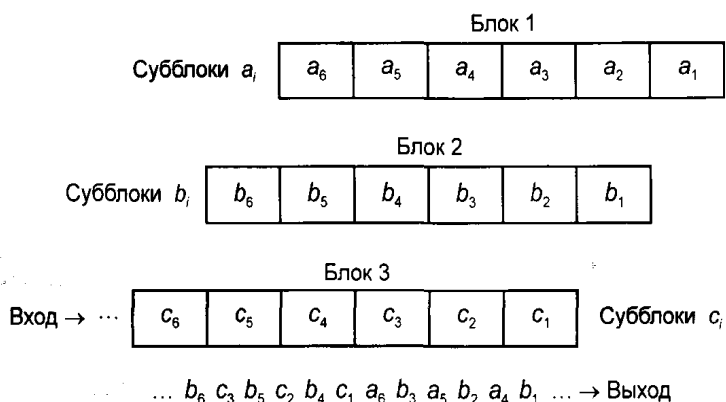 Блок 1
Субблоки aᵢ a₆ a₅ a₄ a₃ a₂ a₁
Блок 2
Субблоки bᵢ b₆ b₅ b₄ b₃ b₂ b₁
Блок 3
Вход → ... c₆ c₅ c₄ c₃ c₂ c₁ Субблоки cᵢ
... b₆ c₃ b₅ c₂ b₄ c₁ a₆ b₃ a₅ b₂ a₄ b₁ ... → Выход